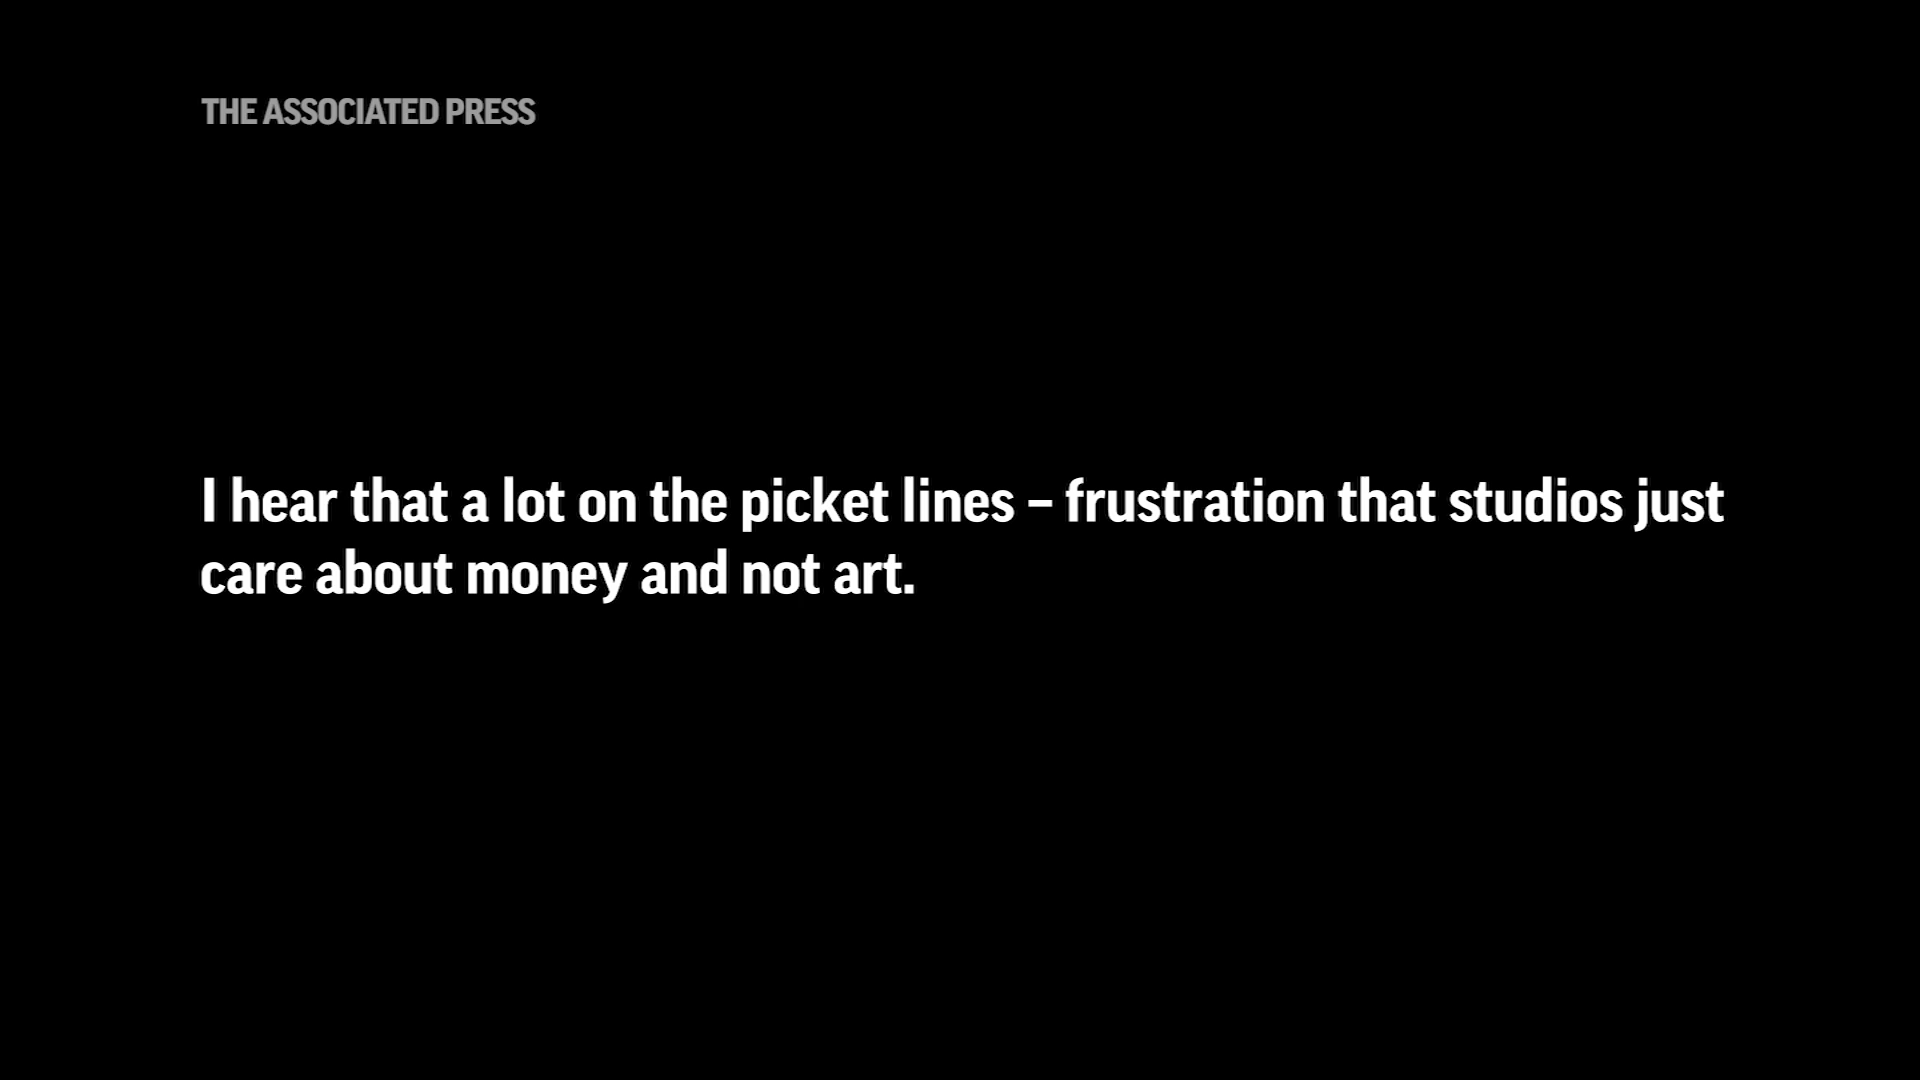 THE ASSOCIATED PRESS
I hear that a lot on the picket lines – frustration that studios just
care about money and not art.